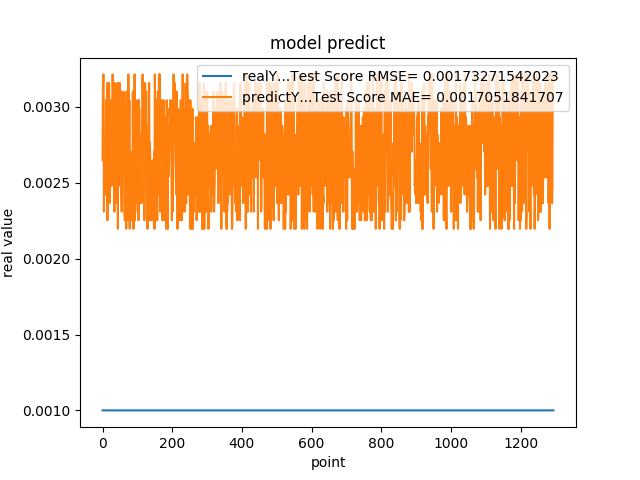 model predict
realY...Test Score RMSE= 0.00173271542023
predictY...Test Score MAE= 0.0017051841707
0.0030
0.0025
0.0020
0.0015
0.0010
real value
0 200 400 600 800 1000 1200
point